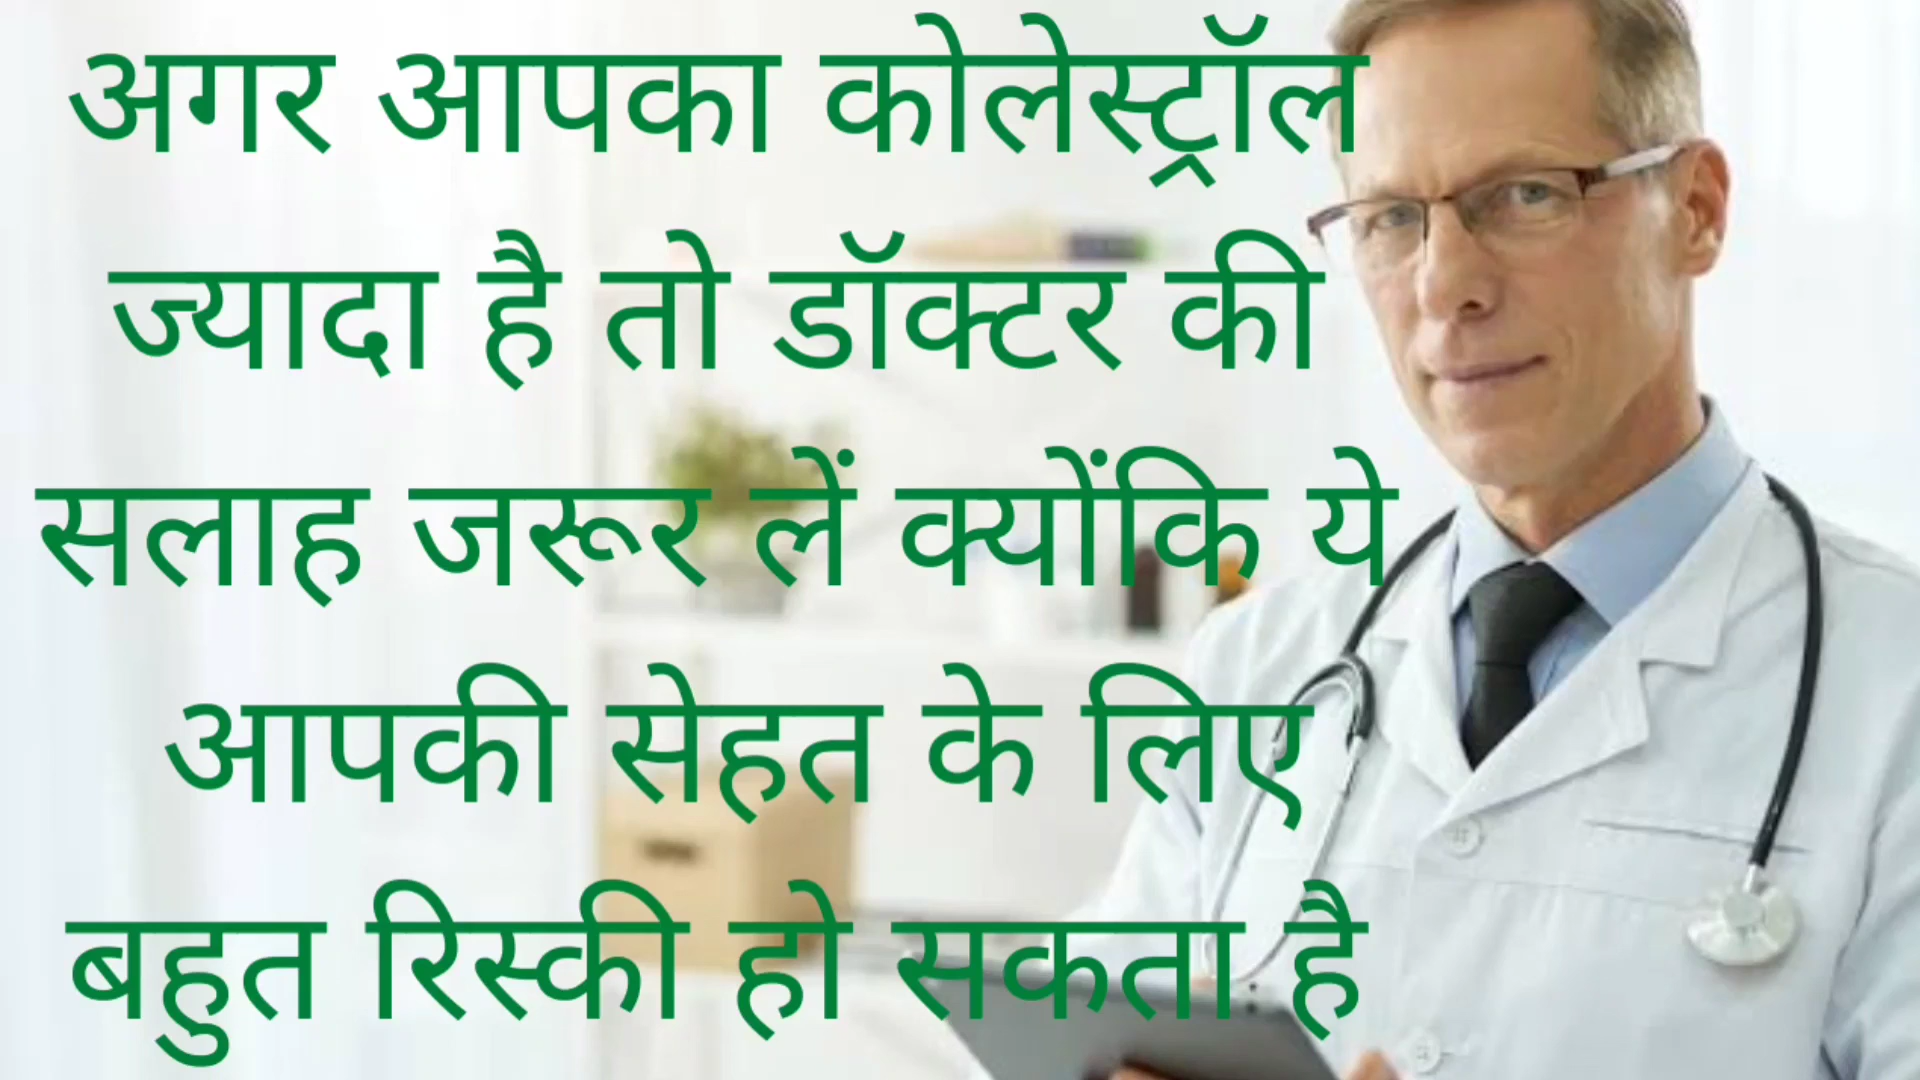 अगर आपका कोलेस्ट्रॉल
ज्यादा है तो डॉक्टर की
सलाह जरूर लें क्योंकि ये
आपकी सेहत के लिए
बहुत रिस्की हो सकता है